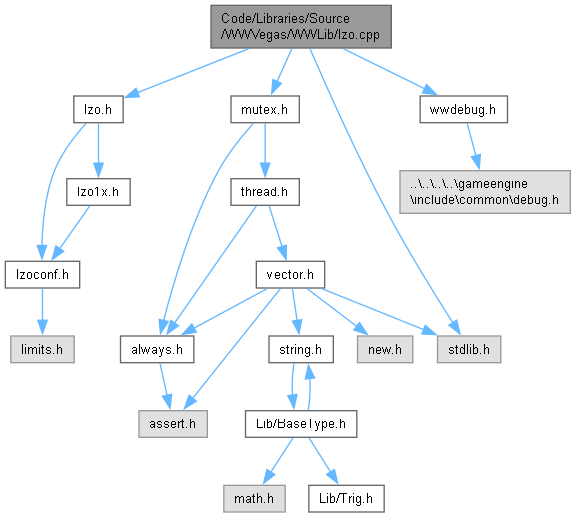 Code/Libraries/Source
/WWVegas/WWLib/lzo.cpp
lzo.h
mutex.h
wwdebug.h
lzo1x.h
thread.h
..\..\..\..\gameengine
\include\common\debug.h
lzoconf.h
vector.h
limits.h
always.h
string.h
new.h
stdlib.h
assert.h
Lib/BaseType.h
math.h
Lib/Trig.h